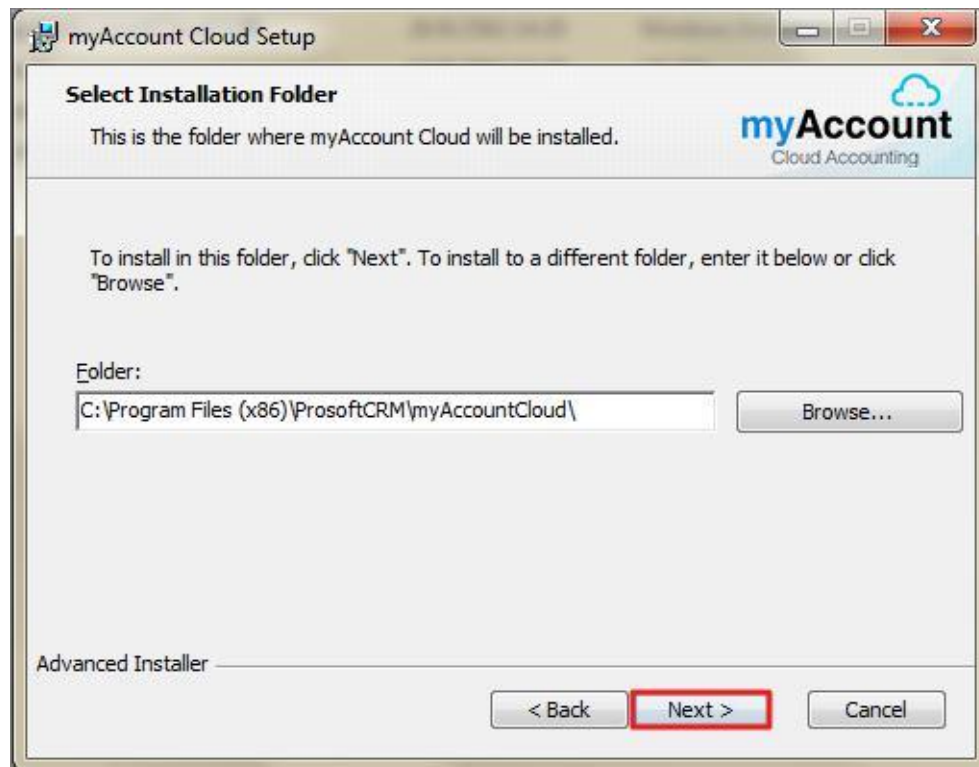 myAccount Cloud Setup
Select Installation Folder
This is the folder where myAccount Cloud will be installed.
myAccount
Cloud Accounting
To install in this folder, click "Next". To install to a different folder, enter it below or click
"Browse".
Folder:
C:\Program Files (x86)\ProsoftCRM\myAccountCloud\
Browse...
Advanced Installer
< Back
Next >
Cancel